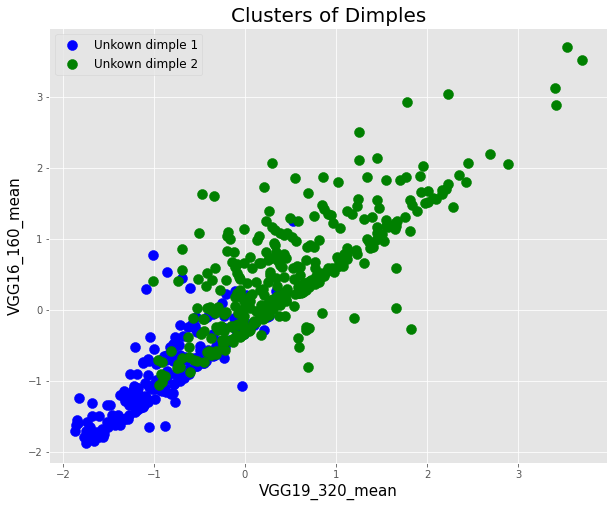 Clusters of Dimples
Unkown dimple 1
Unkown dimple 2
VGG16_160_mean
3
2
1
0
−1
−2
−2
−1
0
1
2
3
VGG19_320_mean